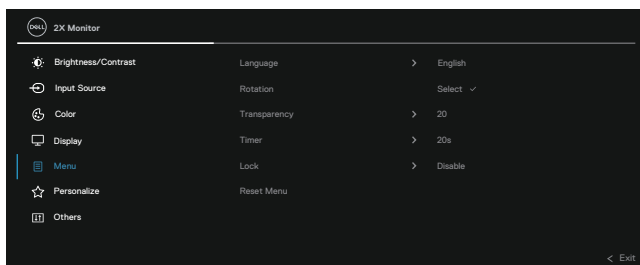 DELL 2X Monitor
Brightness/Contrast Language > English
Input Source Rotation Select ✓
Color Transparency > 20
Display Timer > 20s
Menu Lock > Disable
Personalize Reset Menu
Others
< Exit